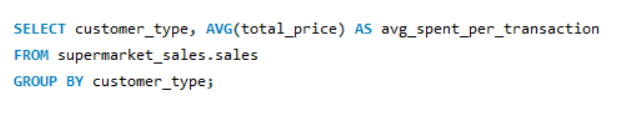 SELECT customer_type, AVG(total_price) AS avg_spent_per_transaction
FROM supermarket_sales.sales
GROUP BY customer_type;